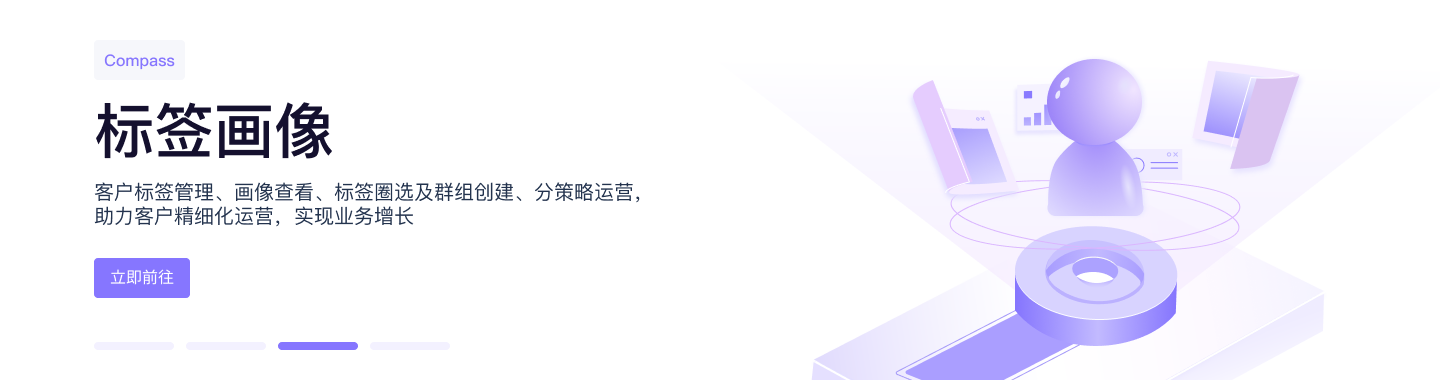 Compass
标签画像
客户标签管理、画像查看、标签圈选及群组创建、分策略运营，
助力客户精细化运营，实现业务增长
立即前往